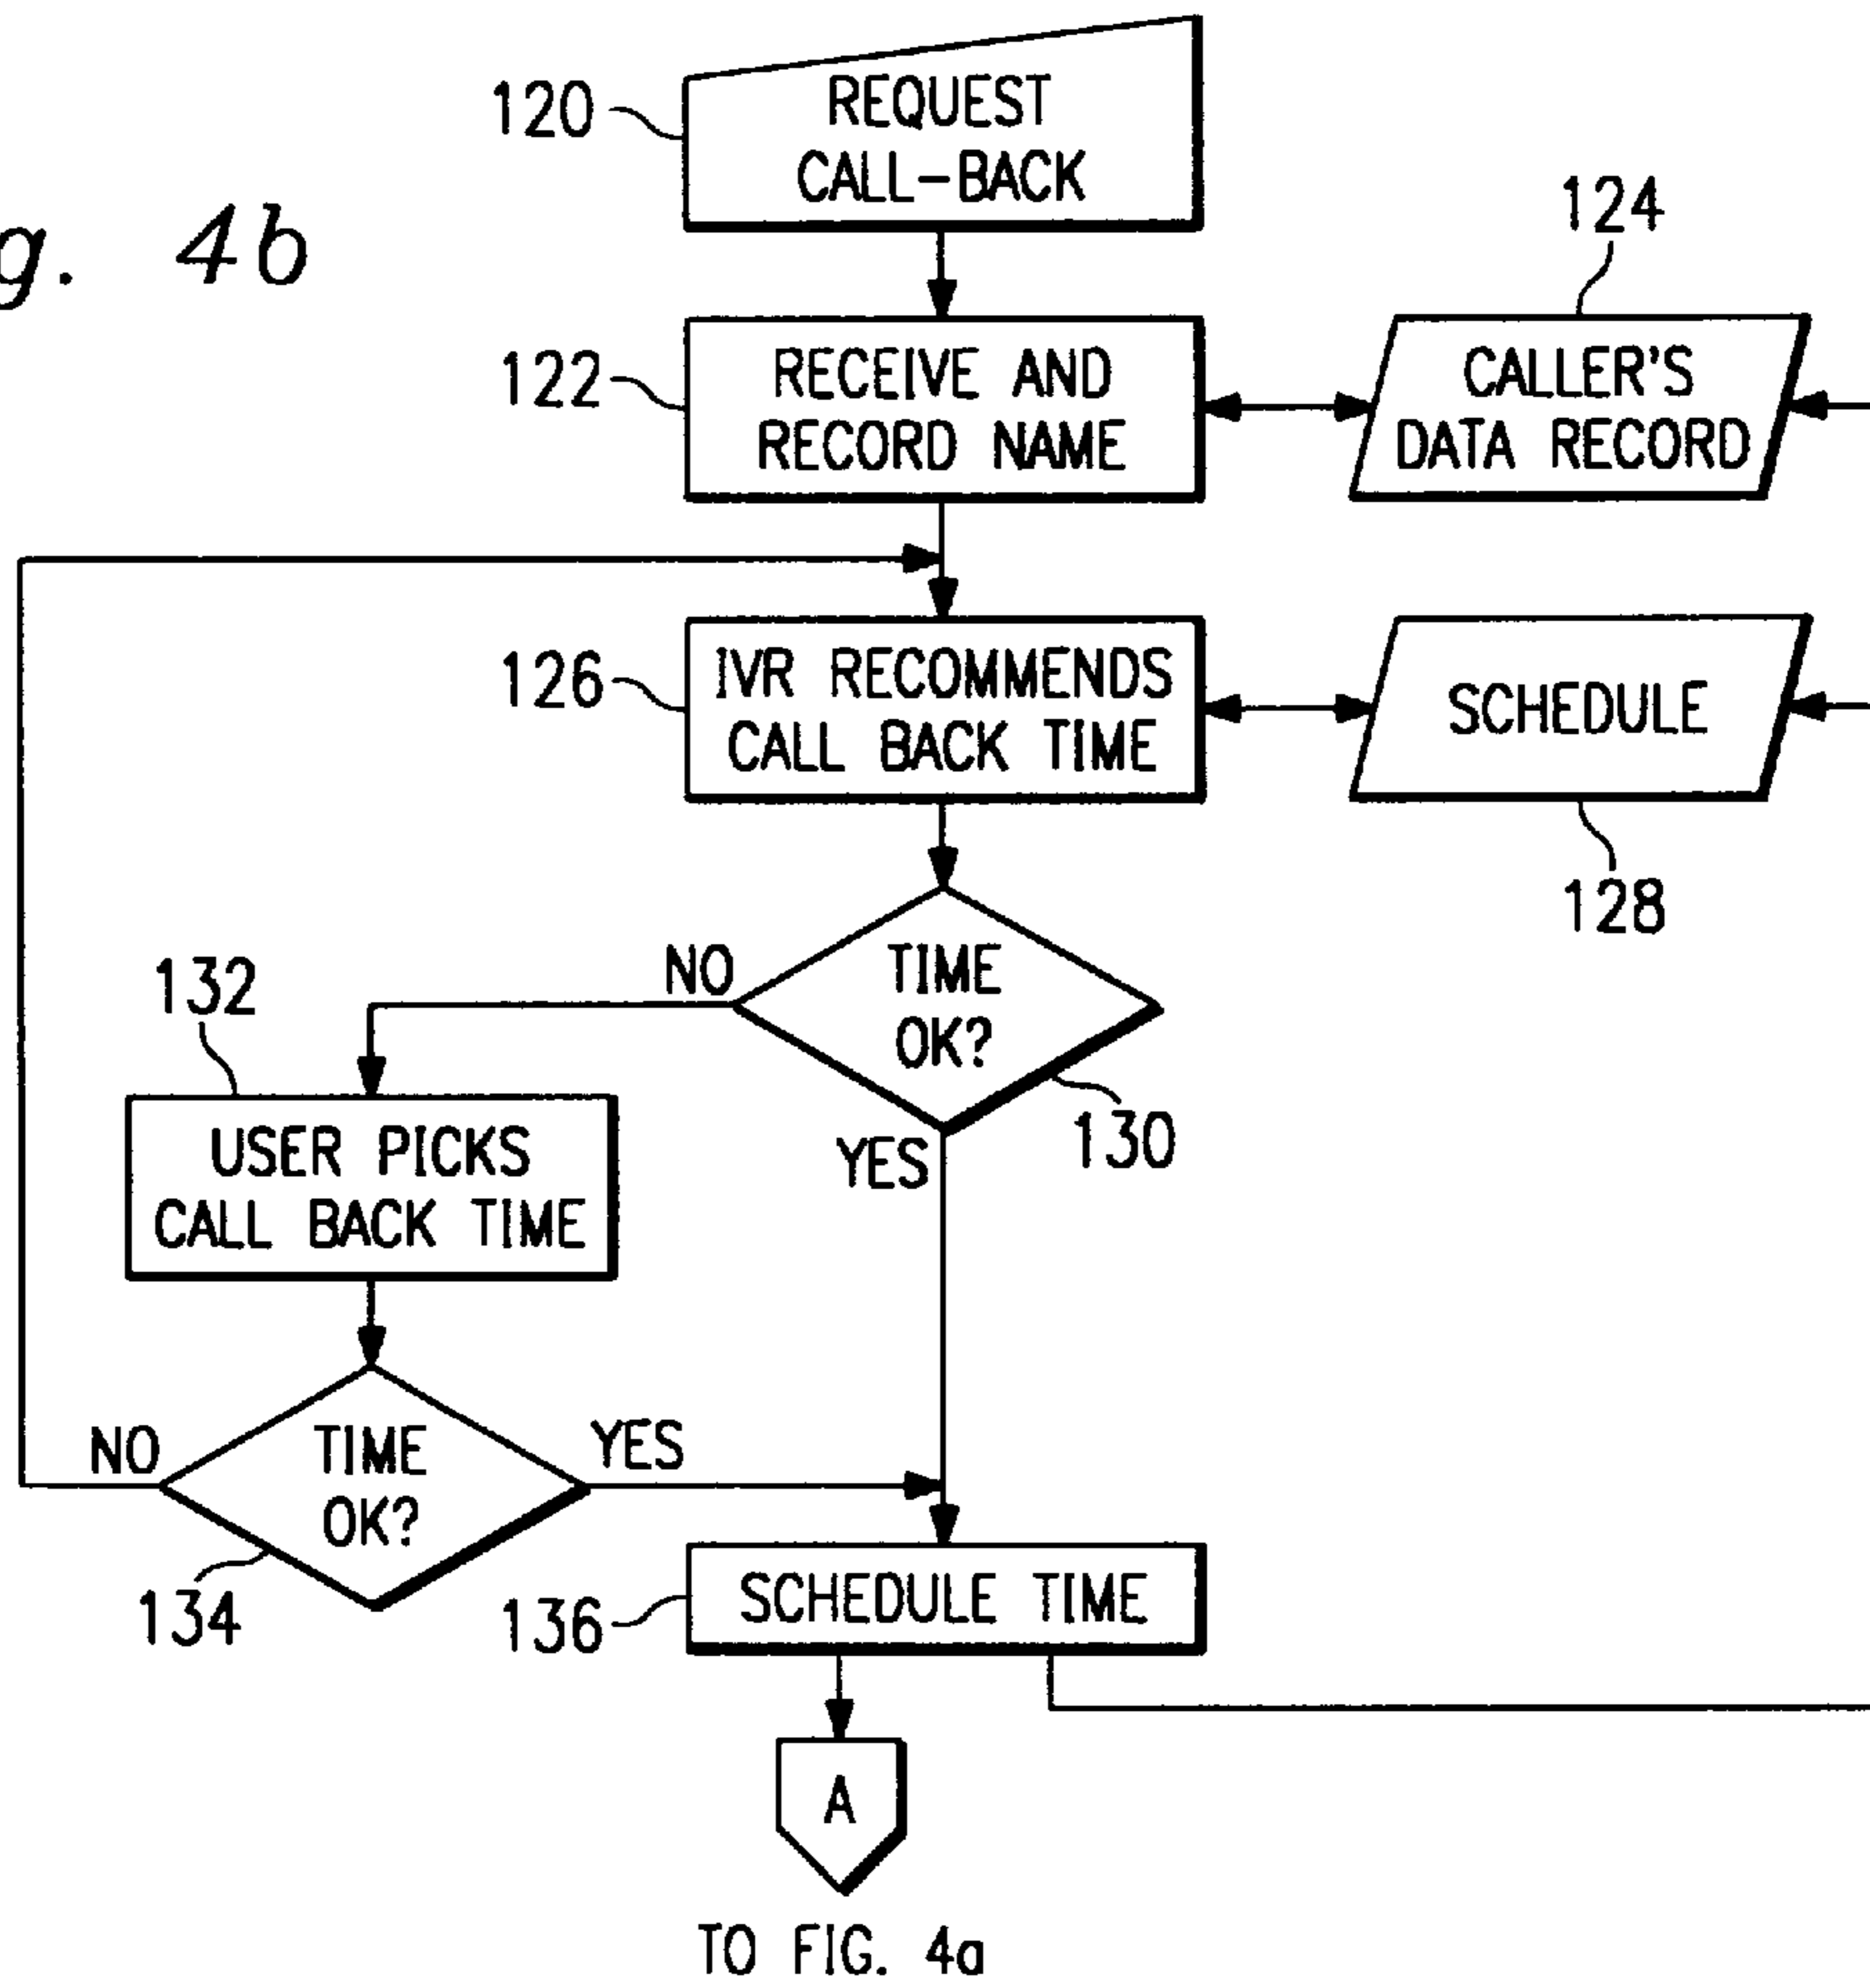 120
REQUEST
CALL-BACK
g. 4b
124
122
RECEIVE AND
RECORD NAME
CALLER'S
DATA RECORD
126
IVR RECOMMENDS
CALL BACK TIME
SCHEDULE
128
NO
TIME
OK?
130
YES
132
USER PICKS
CALL BACK TIME
NO
TIME
OK?
YES
134
136
SCHEDULE TIME
A
TO FIG. 4a